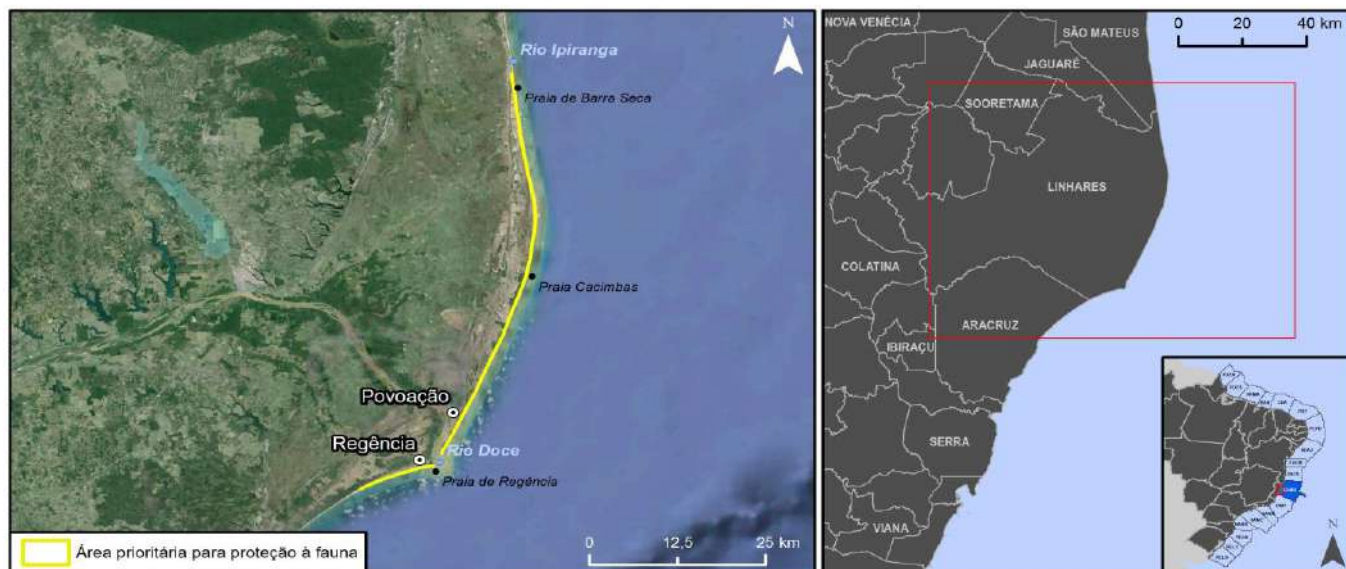 N
Rio Ipiranga
Praia de Barra Seca
Praia Cacimbas
Povoação
Regência
Rio Doce
Praia de Regência
Área prioritária para proteção à fauna
0 12,5 25 km
NOVA VENÉCIA
SÃO MATEUS
0 20 40 km
JAGUARÉ
SOORETAMA
LINHARES
COLATINA
ARACRUZ
IBIRAÇU
SERRA
VIANA
N